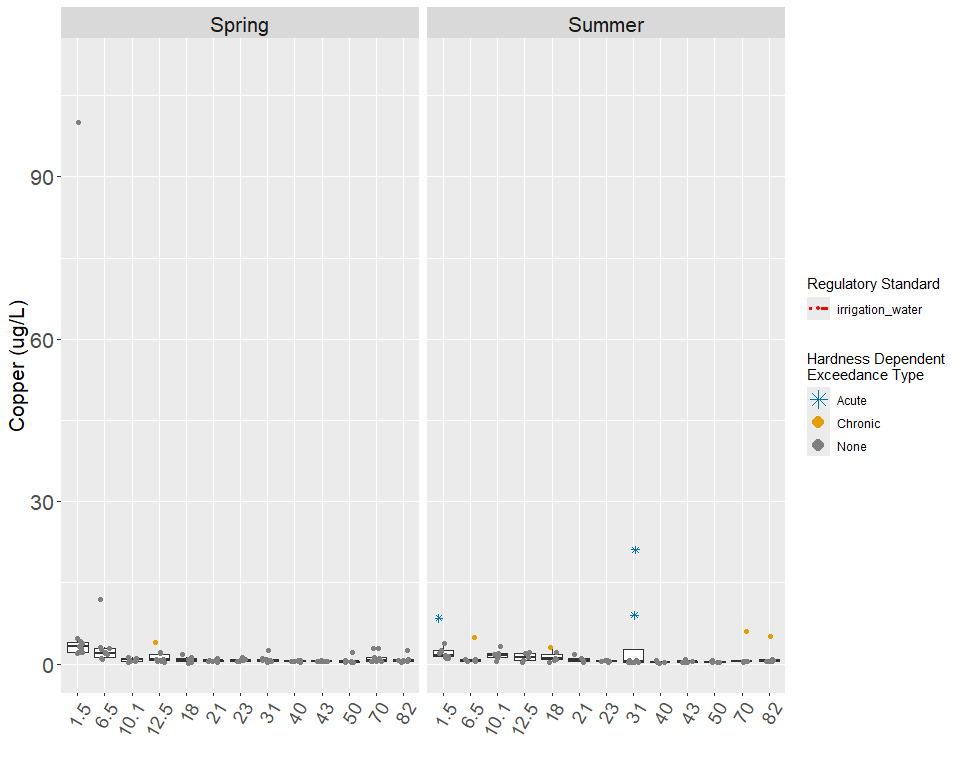 Spring
Summer
Copper (ug/L)
90
60
30
0
1.5 6.5 10.1 12.5 18 21 23 31 40 43 50 70 82
1.5 6.5 10.1 12.5 18 21 23 31 40 43 50 70 82
Regulatory Standard
irrigation_water
Hardness Dependent
Exceedance Type
Acute
Chronic
None